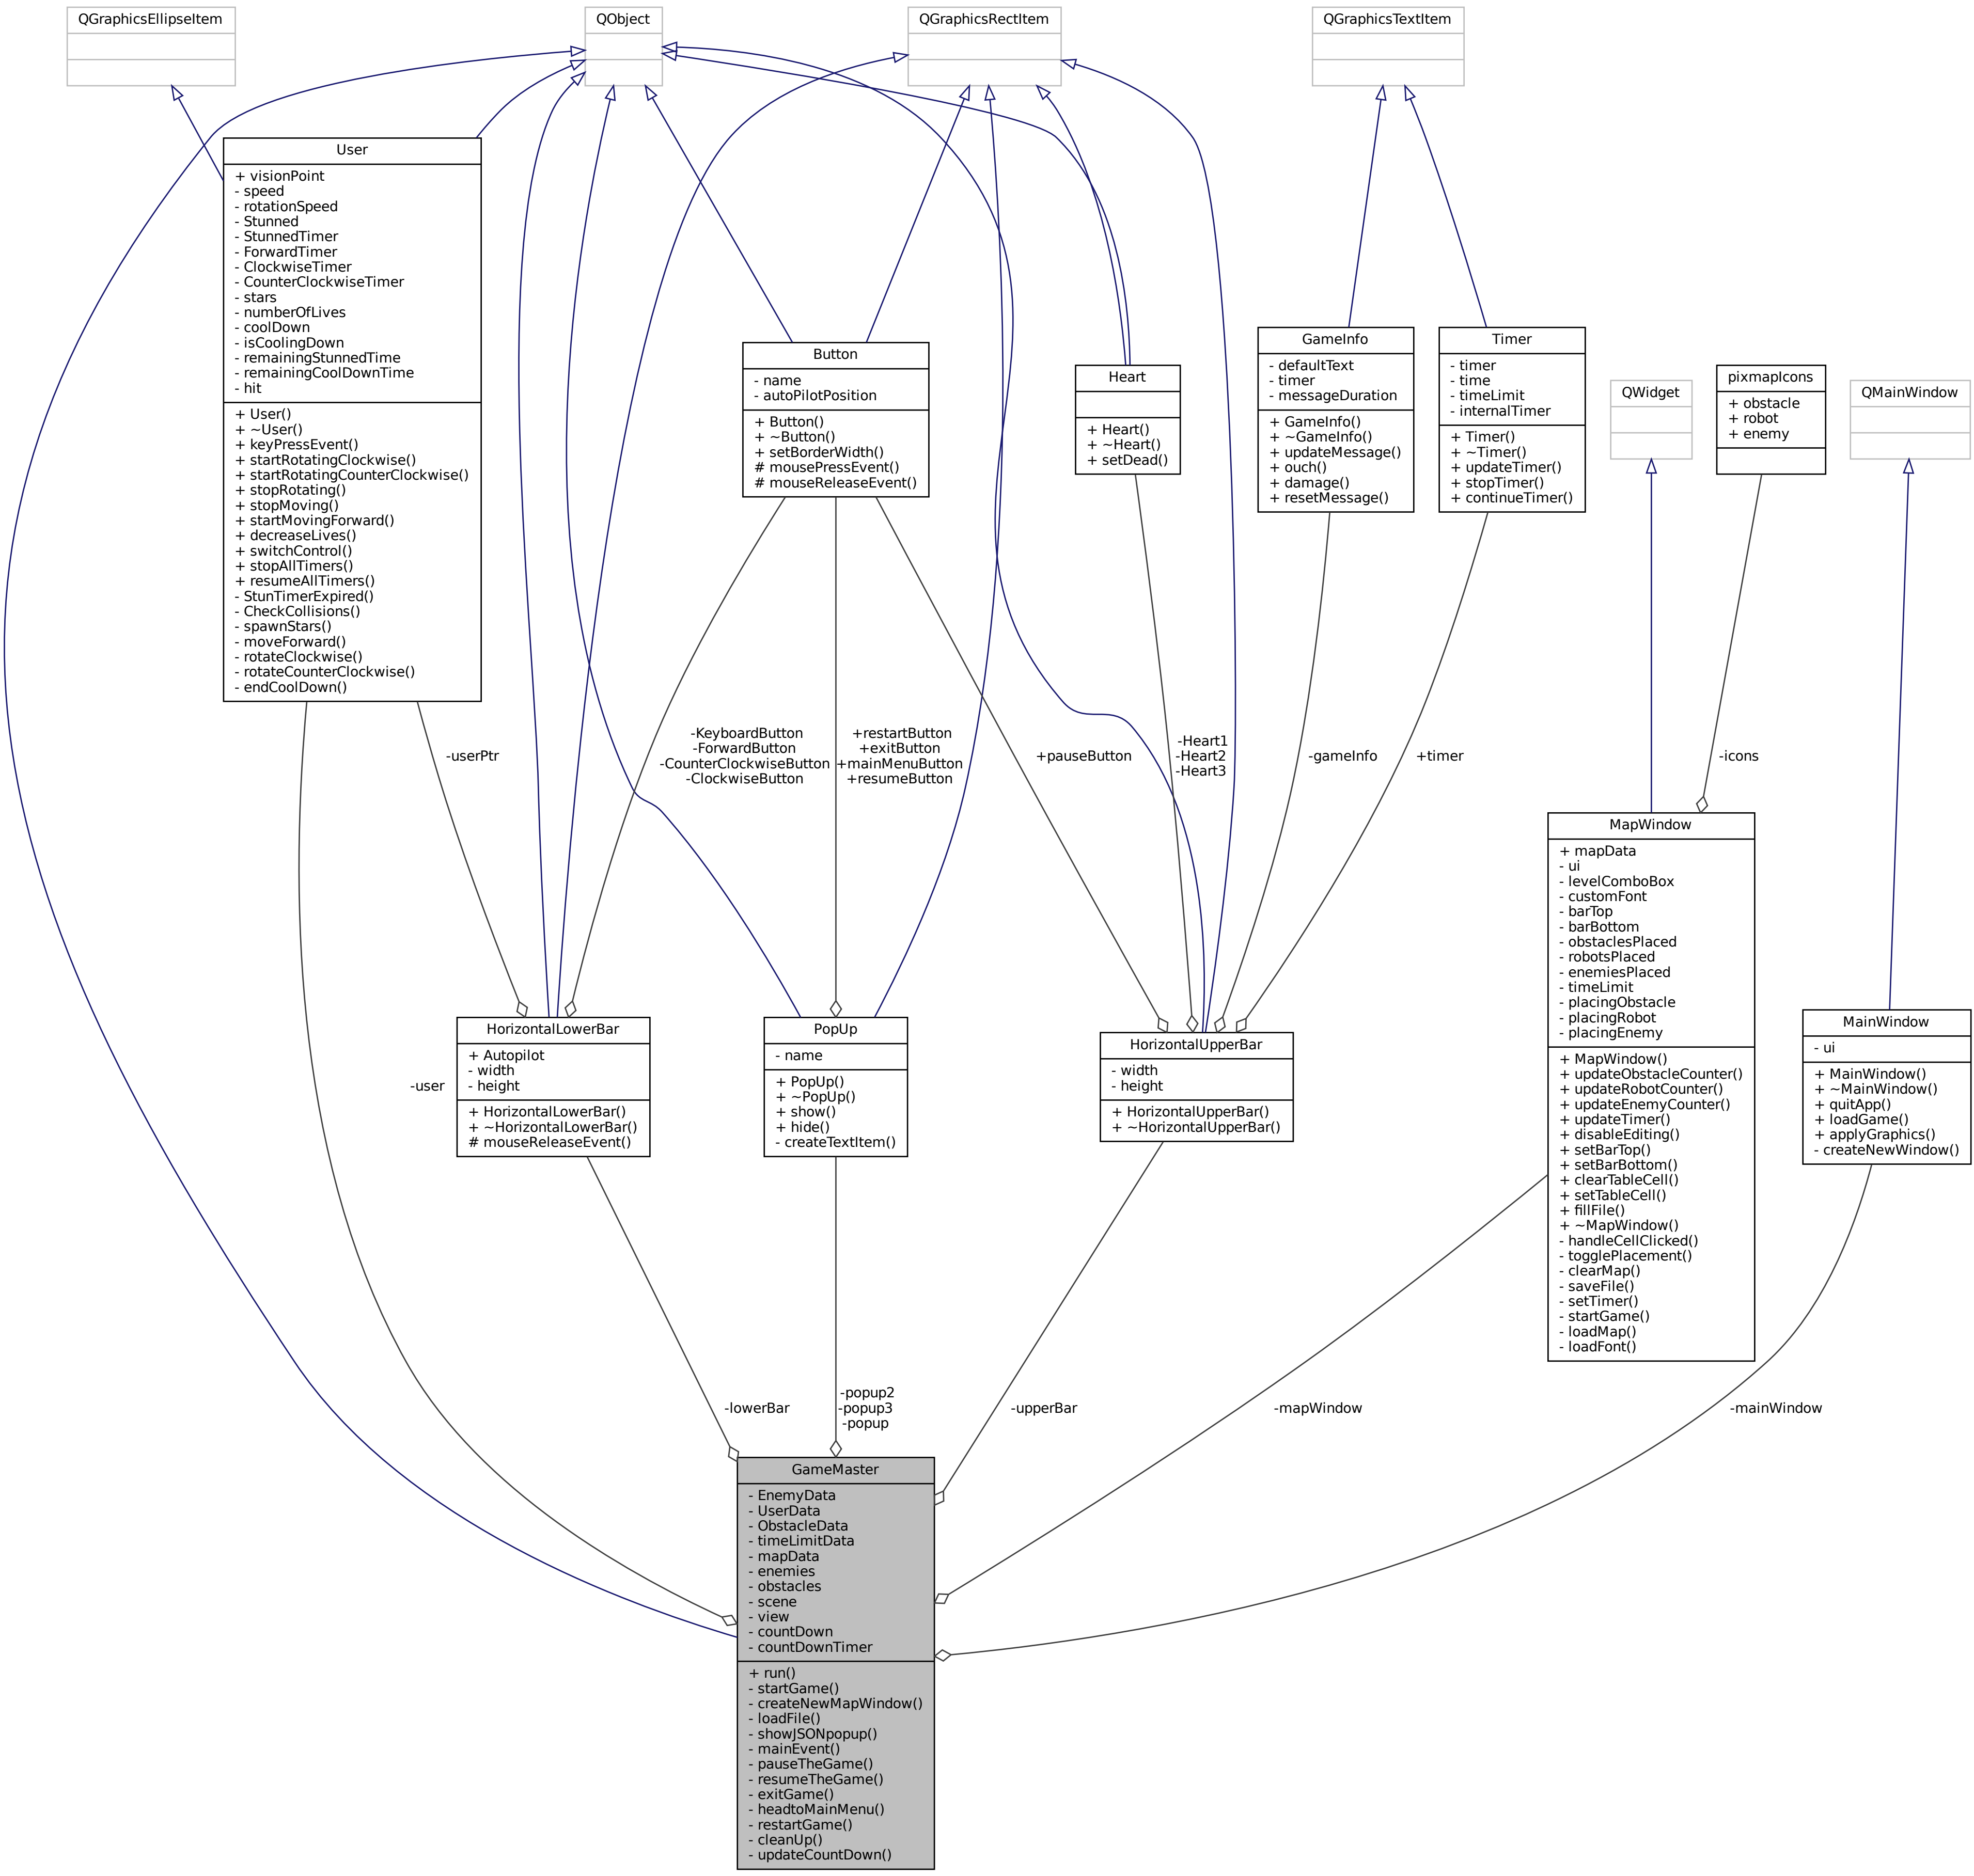 QGraphicsEllipseItem
QObject
QGraphicsRectItem
QGraphicsTextItem
User
+ visionPoint
- speed
- rotationSpeed
- Stunned
- StunnedTimer
- ForwardTimer
- ClockwiseTimer
- CounterClockwiseTimer
- stars
- numberOfLives
- coolDown
- isCoolingDown
- remainingStunnedTime
- remainingCoolDownTime
- hit
+ User()
+ ~User()
+ keyPressEvent()
+ startRotatingClockwise()
+ startRotatingCounterClockwise()
+ stopRotating()
+ stopMoving()
+ startMovingForward()
+ decreaseLives()
+ switchControl()
+ stopAllTimers()
+ resumeAllTimers()
- StunTimerExpired()
- CheckCollisions()
- spawnStars()
- moveForward()
- rotateClockwise()
- rotateCounterClockwise()
- endCoolDown()
Button
- name
- autoPilotPosition
+ Button()
+ ~Button()
+ setBorderWidth()
# mousePressEvent()
# mouseReleaseEvent()
Heart
+ Heart()
+ ~Heart()
+ setDead()
GameInfo
- defaultText
- timer
- messageDuration
+ GameInfo()
+ ~GameInfo()
+ updateMessage()
+ ouch()
+ damage()
+ resetMessage()
Timer
- timer
- time
- timeLimit
- internalTimer
+ Timer()
+ ~Timer()
+ updateTimer()
+ stopTimer()
+ continueTimer()
QWidget
pixmapIcons
+ obstacle
+ robot
+ enemy
QMainWindow
-userPtr
-KeyboardButton
-ForwardButton
-CounterClockwiseButton
-ClockwiseButton
+restartButton
+exitButton
+mainMenuButton
+resumeButton
+pauseButton
-Heart1
-Heart2
-Heart3
-gameInfo
+timer
-icons
MapWindow
+ mapData
- ui
- levelComboBox
- customFont
- barTop
- barBottom
- obstaclesPlaced
- robotsPlaced
- enemiesPlaced
- timeLimit
- placingObstacle
- placingRobot
- placingEnemy
+ MapWindow()
+ updateObstacleCounter()
+ updateRobotCounter()
+ updateEnemyCounter()
+ updateTimer()
+ disableEditing()
+ setBarTop()
+ setBarBottom()
+ clearTableCell()
+ setTableCell()
+ fillFile()
+ ~MapWindow()
- handleCellClicked()
- togglePlacement()
- clearMap()
- saveFile()
- setTimer()
- startGame()
- loadMap()
- loadFont()
MainWindow
- ui
+ MainWindow()
+ ~MainWindow()
+ quitApp()
+ loadGame()
+ applyGraphics()
- createNewWindow()
-user
HorizontalLowerBar
+ Autopilot
- width
- height
+ HorizontalLowerBar()
+ ~HorizontalLowerBar()
# mouseReleaseEvent()
PopUp
- name
+ PopUp()
+ ~PopUp()
+ show()
+ hide()
- createTextItem()
HorizontalUpperBar
- width
- height
+ HorizontalUpperBar()
+ ~HorizontalUpperBar()
-lowerBar
-popup2
-popup3
-popup
-upperBar
-mapWindow
-mainWindow
GameMaster
- EnemyData
- UserData
- ObstacleData
- timeLimitData
- mapData
- enemies
- obstacles
- scene
- view
- countDown
- countDownTimer
+ run()
- startGame()
- createNewMapWindow()
- loadFile()
- showJSONpopup()
- mainEvent()
- pauseTheGame()
- resumeTheGame()
- exitGame()
- headtoMainMenu()
- restartGame()
- cleanUp()
- updateCountDown()